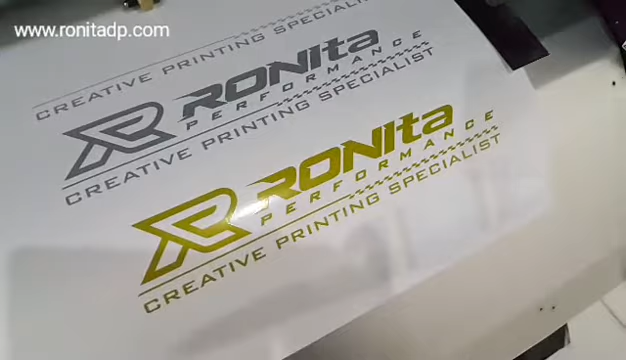 www.ronitadp.com
CREATIVE PRINTING SPECIALIST
RONIta
PERFORMANCE
CREATIVE PRINTING SPECIALIST
RONIta
PERFORMANCE
CREATIVE PRINTING SPECIALIST